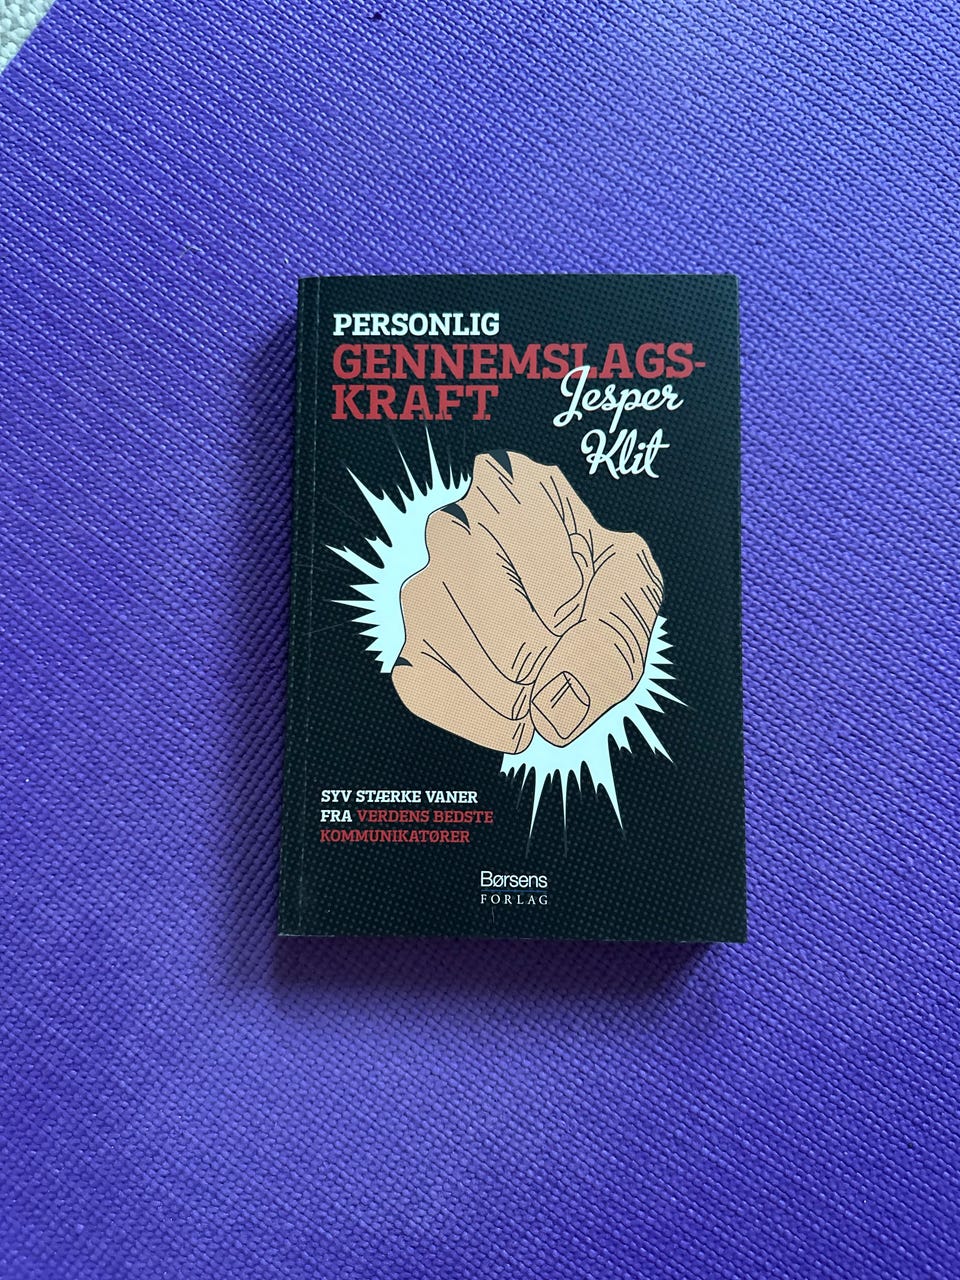 PERSONLIG
GENNEMSLAGS-
KRAFT
Jesper
Klit
SYV STÆRKE VANER
FRA VERDENS BEDSTE
KOMMUNIKATØRER
Børsens
FORLAG